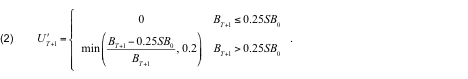 (2) U'_{T+1} = { 0    B_{T+1} ≤ 0.25SB_0
min( (B_{T+1} − 0.25SB_0) / B_{T+1} , 0.2 )    B_{T+1} > 0.25SB_0 .